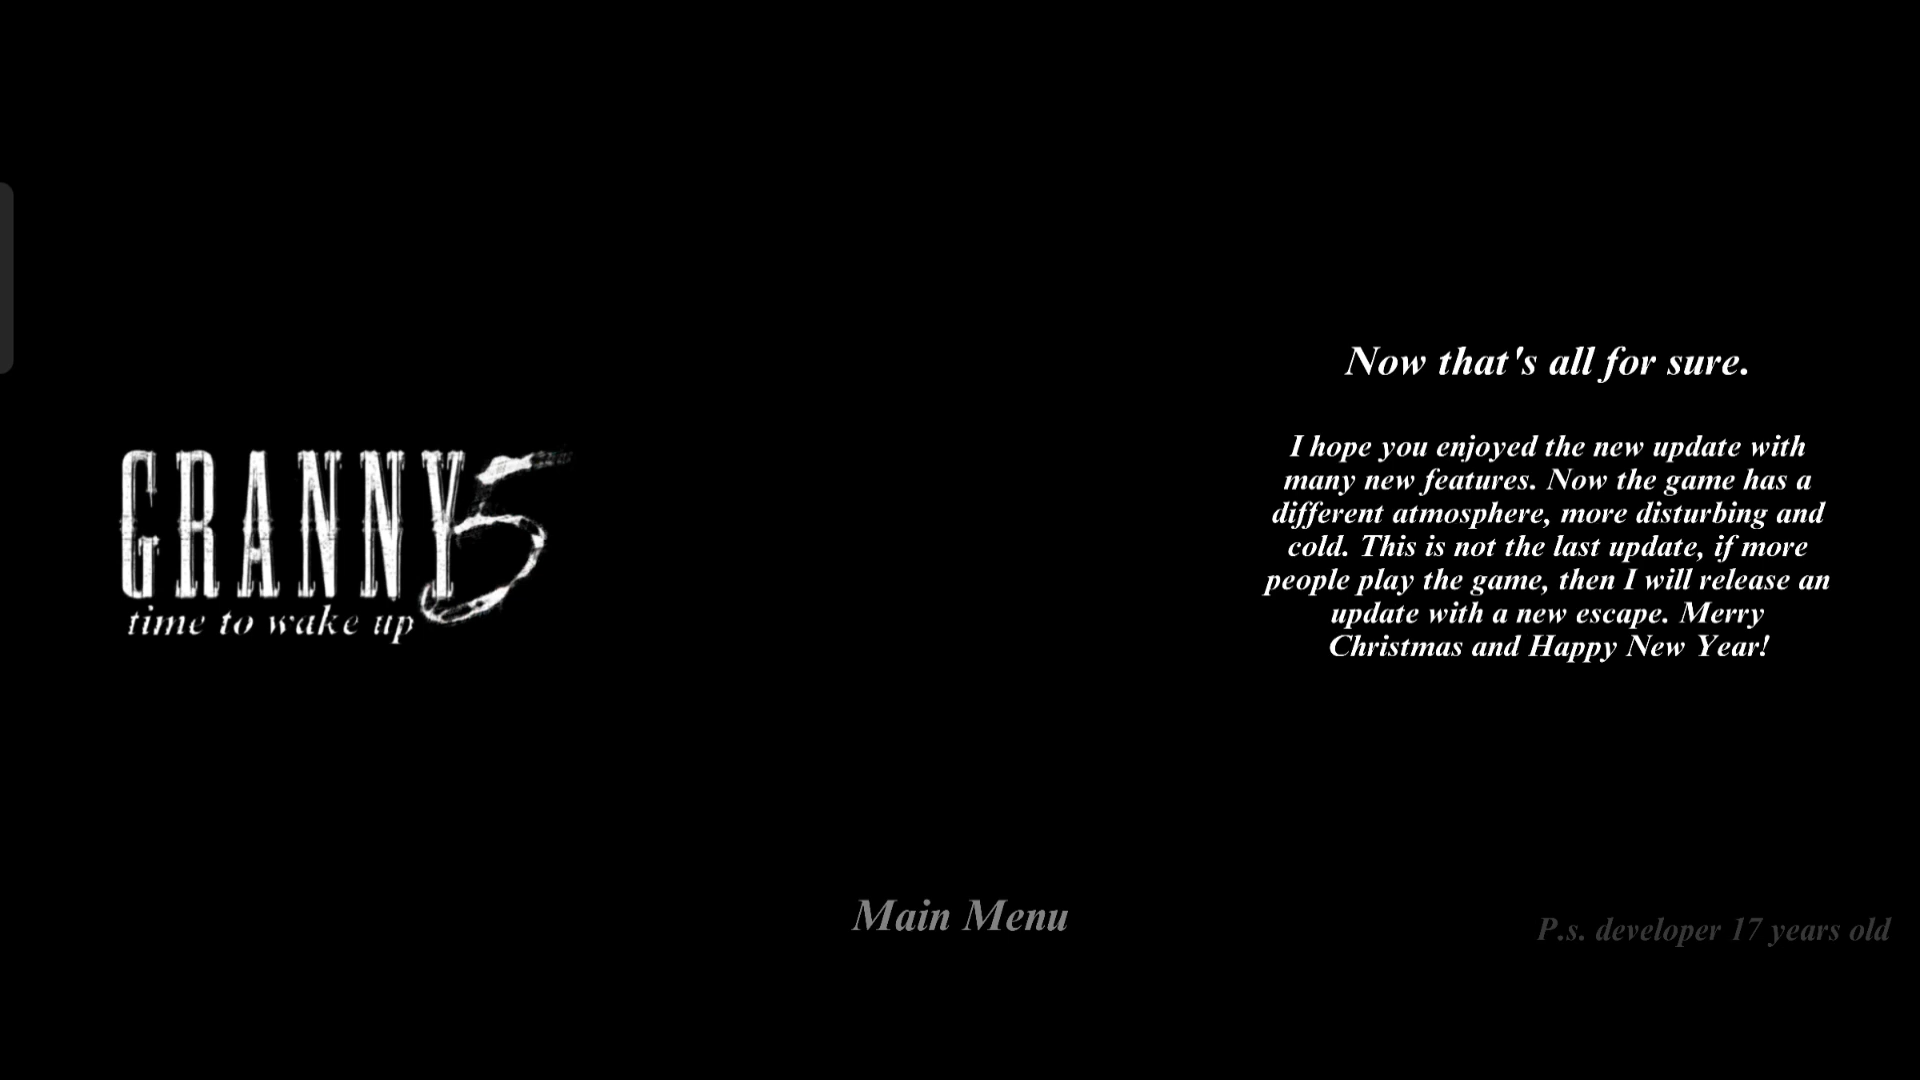 GRANNY 5
time to wake up
Now that's all for sure.
I hope you enjoyed the new update with
many new features. Now the game has a
different atmosphere, more disturbing and
cold. This is not the last update, if more
people play the game, then I will release an
update with a new escape. Merry
Christmas and Happy New Year!
Main Menu
P.s. developer 17 years old